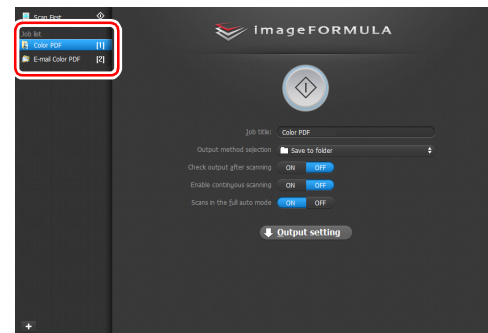 Scan First
Job list
Color PDF [1]
E-mail Color PDF [2]
imageFORMULA
Job title: Color PDF
Output method selection Save to folder
Check output after scanning ON OFF
Enable continuous scanning ON OFF
Scans in the full auto mode ON OFF
Output setting
+